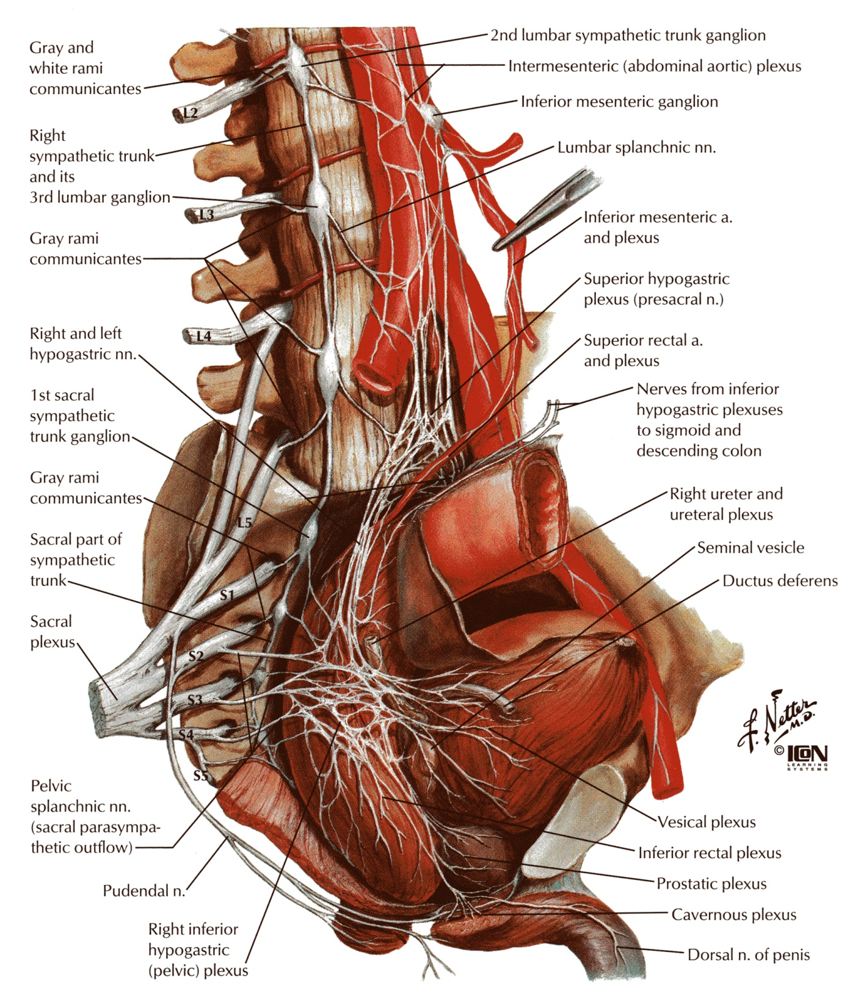 Gray and
white rami
communicantes
Right
sympathetic trunk
and its
3rd lumbar ganglion
Gray rami
communicantes
Right and left
hypogastric nn.
1st sacral
sympathetic
trunk ganglion
Gray rami
communicantes
Sacral part of
sympathetic
trunk
Sacral
plexus
Pelvic
splanchnic nn.
(sacral parasympa-
thetic outflow)
Pudendal n.
Right inferior
hypogastric
(pelvic) plexus
L2
L3
L4
L5
S1
S2
S3
S4
S5
2nd lumbar sympathetic trunk ganglion
Intermesenteric (abdominal aortic) plexus
Inferior mesenteric ganglion
Lumbar splanchnic nn.
Inferior mesenteric a.
and plexus
Superior hypogastric
plexus (presacral n.)
Superior rectal a.
and plexus
Nerves from inferior
hypogastric plexuses
to sigmoid and
descending colon
Right ureter and
ureteral plexus
Seminal vesicle
Ductus deferens
F. Netter
M.D.
© ICON
LEARNING
SYSTEMS
Vesical plexus
Inferior rectal plexus
Prostatic plexus
Cavernous plexus
Dorsal n. of penis